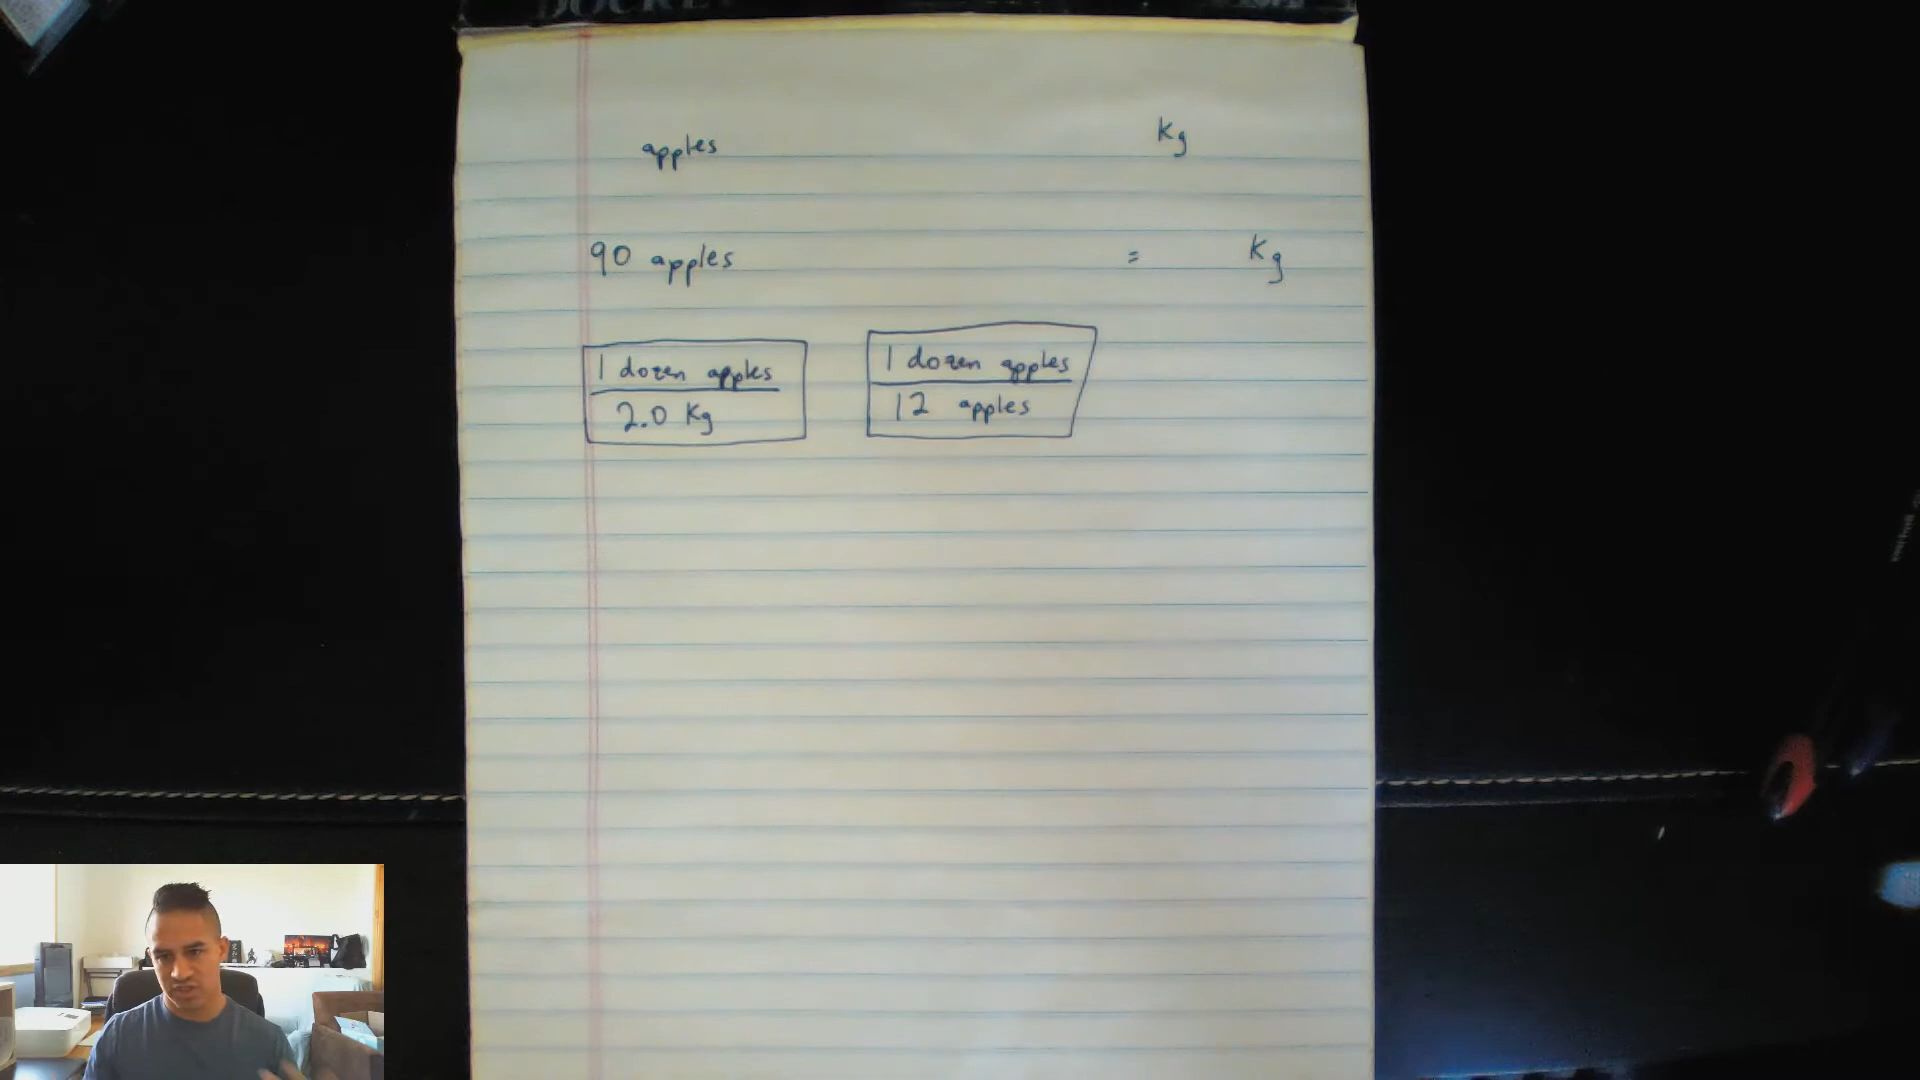 apples kg
90 apples = kg
1 dozen apples 1 dozen apples
2.0 kg 12 apples